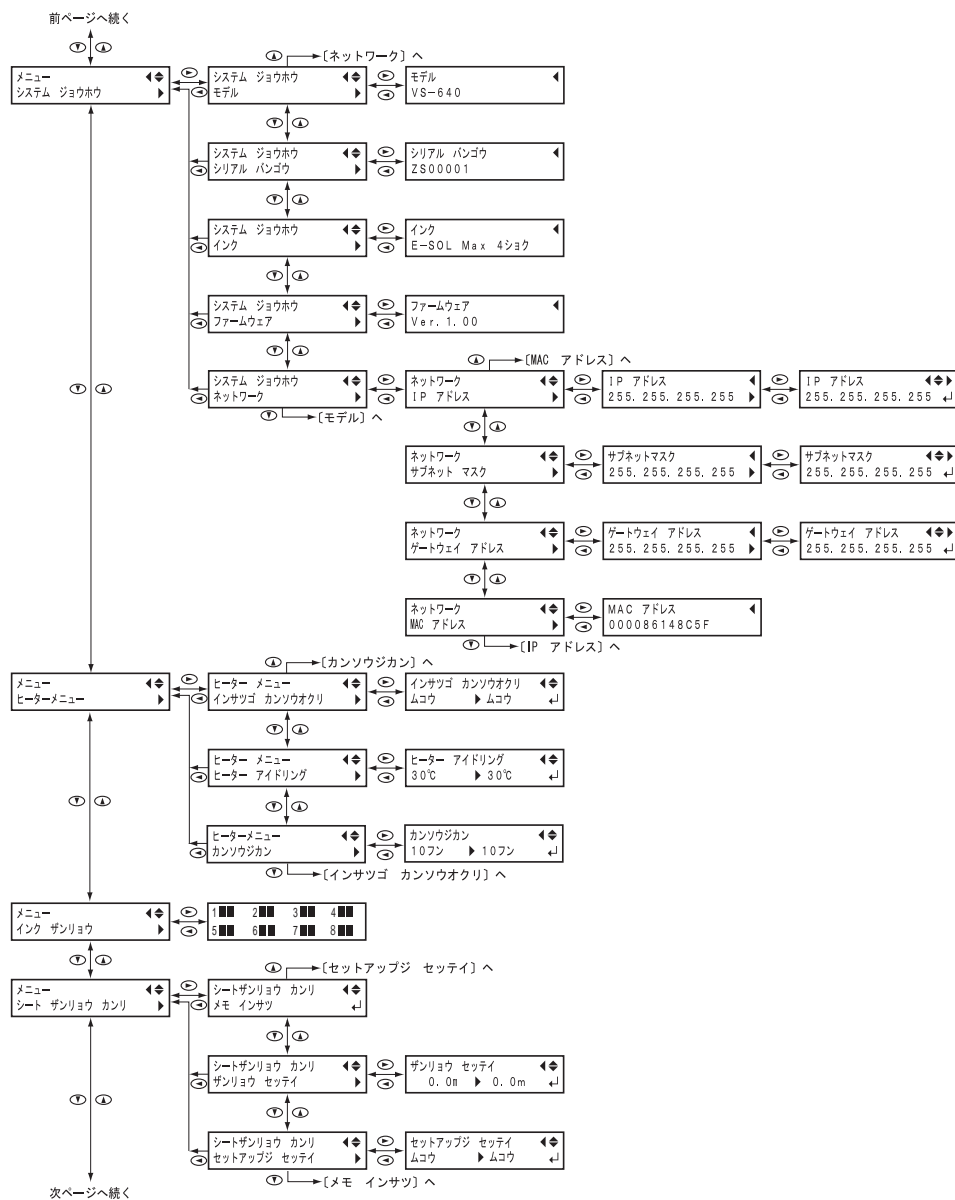 前ページへ続く
〔ネットワーク〕 へ
メニュー
システム ジョウホウ
システム ジョウホウ
モデル
モデル
VS-640
システム ジョウホウ
シリアル バンゴウ
シリアル バンゴウ
ZS00001
システム ジョウホウ
インク
インク
E-SOL Max 4ショク
システム ジョウホウ
ファームウェア
ファームウェア
Ver. 1.00
〔MAC アドレス〕 へ
システム ジョウホウ
ネットワーク
ネットワーク
IP アドレス
IP アドレス
255. 255. 255. 255
IP アドレス
255. 255. 255. 255
〔モデル〕 へ
ネットワーク
サブネット マスク
サブネットマスク
255. 255. 255. 255
サブネットマスク
255. 255. 255. 255
ネットワーク
ゲートウェイ アドレス
ゲートウェイ アドレス
255. 255. 255. 255
ゲートウェイ アドレス
255. 255. 255. 255
ネットワーク
MAC アドレス
MAC アドレス
000086148C5F
〔IP アドレス〕 へ
〔カンソウジカン〕 へ
メニュー
ヒーターメニュー
ヒーター メニュー
インサツゴ カンソウオクリ
インサツゴ カンソウオクリ
ムコウ ムコウ
ヒーター メニュー
ヒーター アイドリング
ヒーター アイドリング
30℃ 30℃
ヒーターメニュー
カンソウジカン
カンソウジカン
10フン 10フン
〔インサツゴ カンソウオクリ〕 へ
メニュー
インク ザンリョウ
1 2 3 4
5 6 7 8
〔セットアップジ セッテイ〕 へ
メニュー
シート ザンリョウ カンリ
シートザンリョウ カンリ
メモ インサツ
シートザンリョウ カンリ
ザンリョウ セッテイ
ザンリョウ セッテイ
0. 0m 0. 0m
シートザンリョウ カンリ
セットアップジ セッテイ
セットアップジ セッテイ
ムコウ ムコウ
〔メモ インサツ〕 へ
次ページへ続く